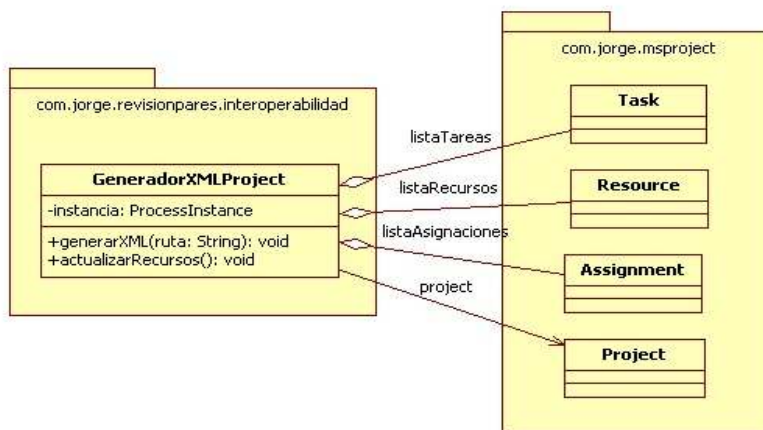 com.jorge.msproject
com.jorge.revisionpares.interoperabilidad
GeneradorXMLProject
-instancia: ProcessInstance
+generarXML(ruta: String): void
+actualizarRecursos(): void
listaTareas
listaRecursos
listaAsignaciones
project
Task
Resource
Assignment
Project